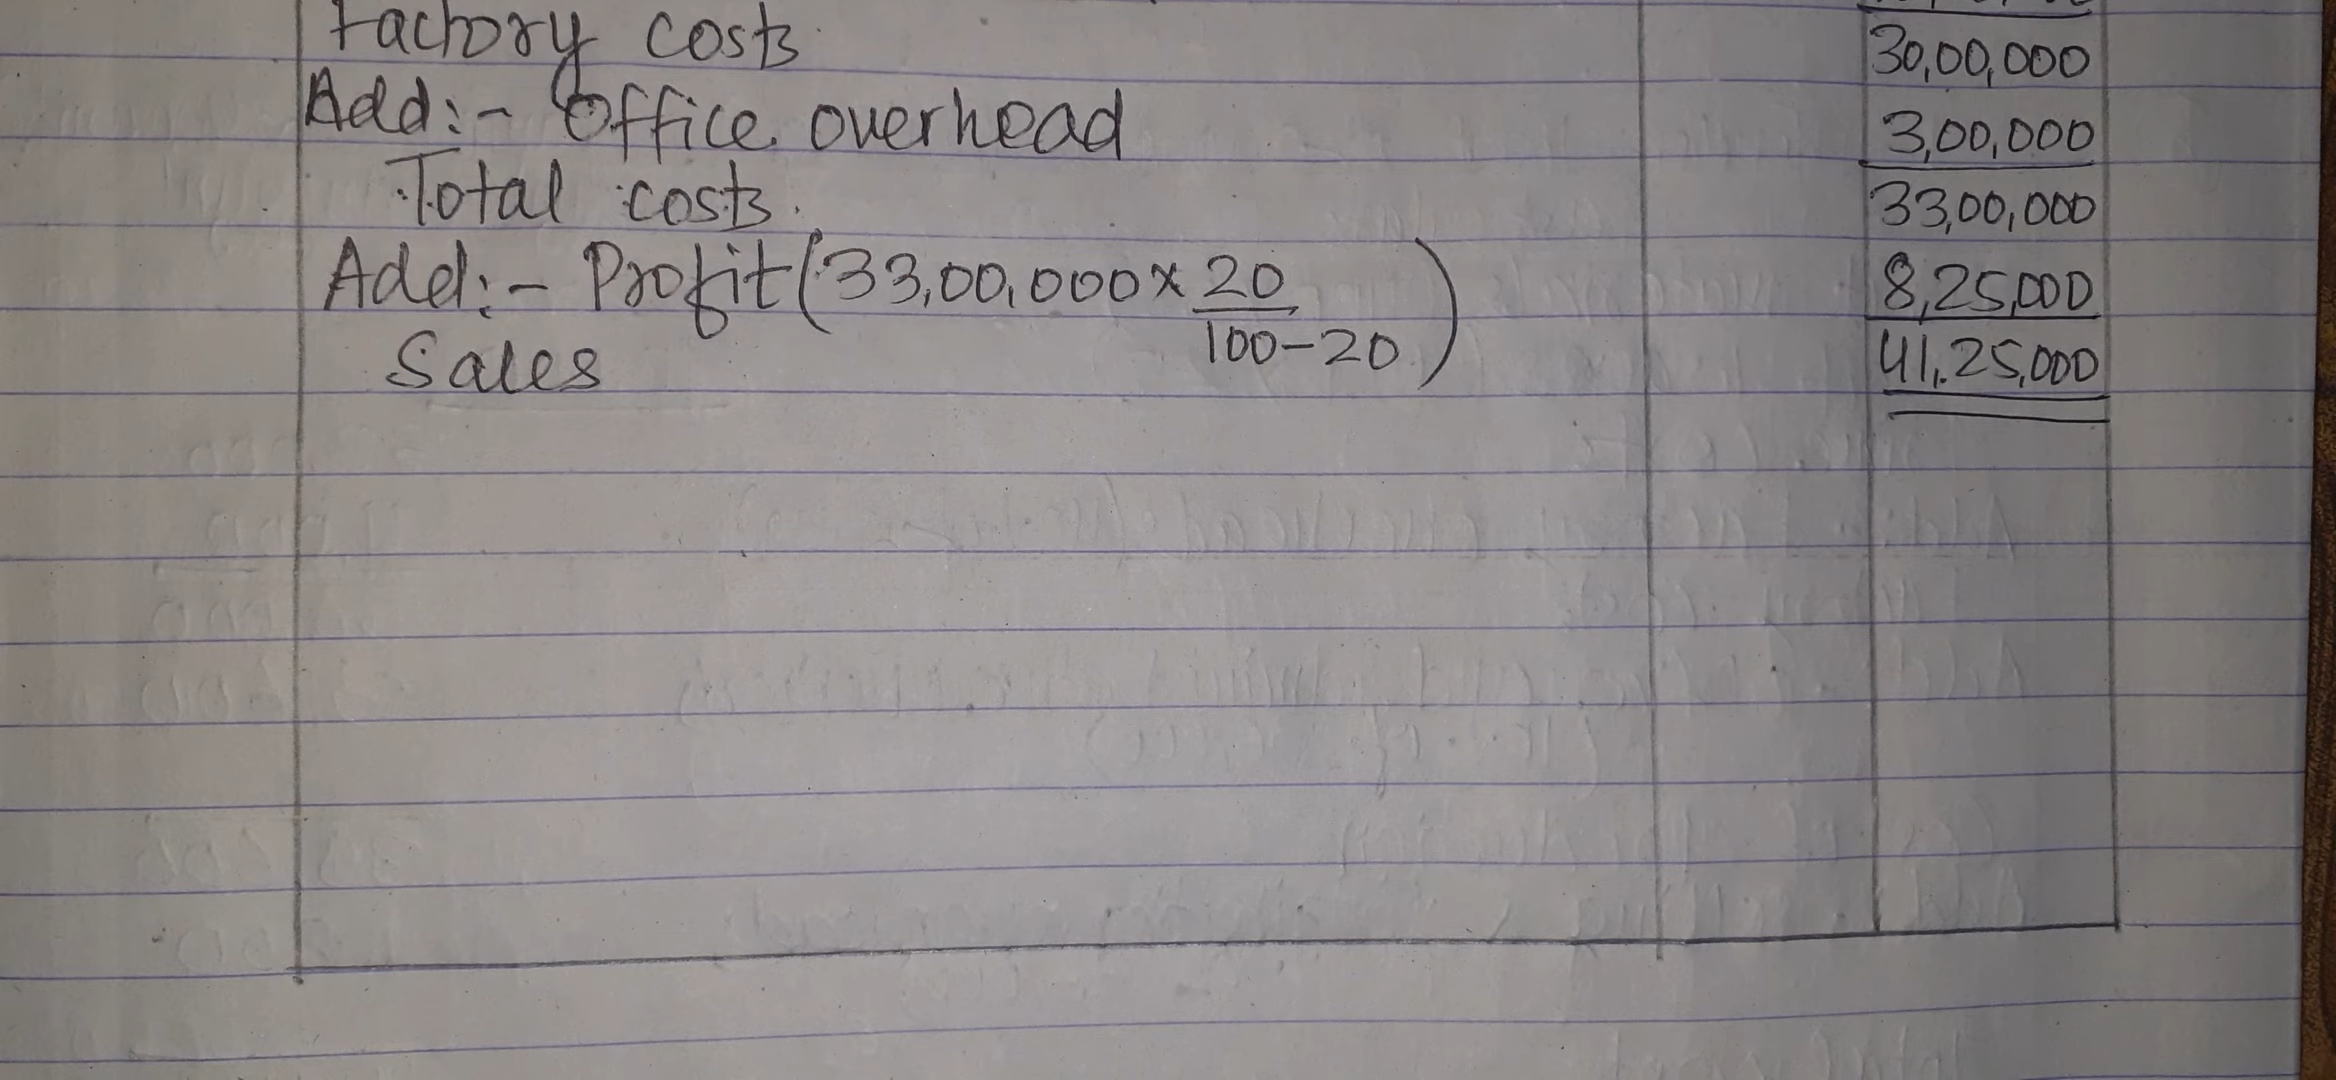 Factory costs 30,00,000
Add:- Office overhead 3,00,000
Total costs. 33,00,000
Add:- Profit (33,00,000 x 20 / 100-20) 8,25,000
Sales 41,25,000